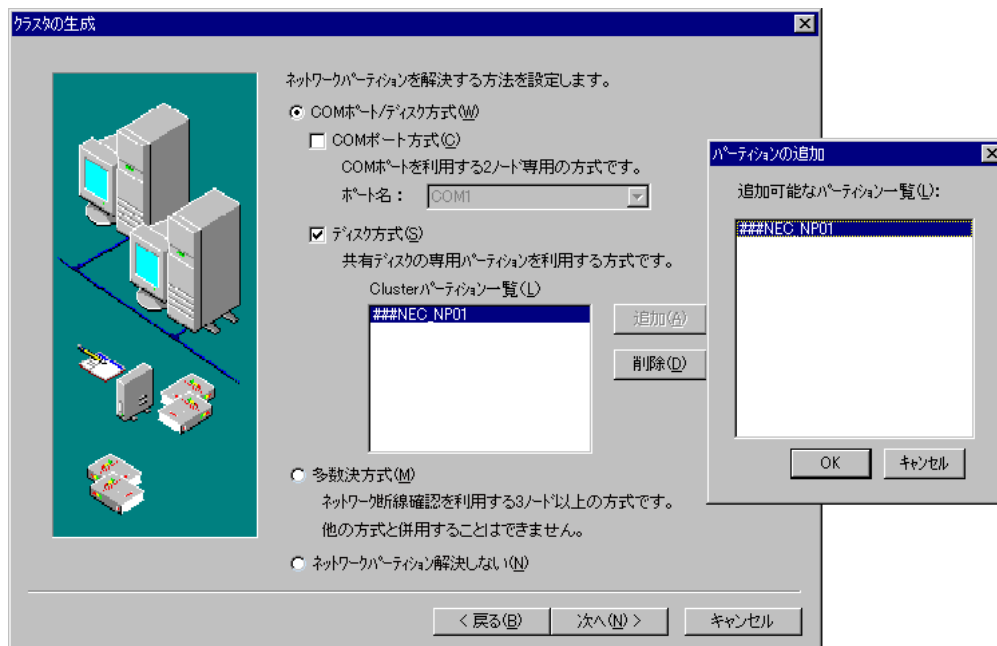 クラスタの生成
ネットワークパーティションを解決する方法を設定します。
COMポート/ディスク方式(W)
COMポート方式(C)
COMポートを利用する2ノード専用の方式です。
ポート名: COM1
ディスク方式(S)
共有ディスクの専用パーティションを利用する方式です。
Clusterパーティション一覧(L)
###NEC_NP01
追加(A)
削除(D)
多数決方式(M)
ネットワーク断線確認を利用する3ノード以上の方式です。
他の方式と併用することはできません。
ネットワークパーティション解決しない(N)
< 戻る(B)
次へ(N) >
キャンセル
パーティションの追加
追加可能なパーティション一覧(L):
###NEC_NP01
OK
キャンセル